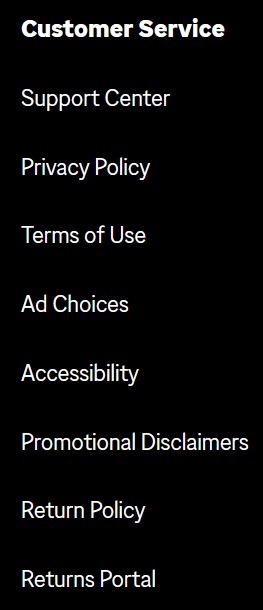 Customer Service
Support Center
Privacy Policy
Terms of Use
Ad Choices
Accessibility
Promotional Disclaimers
Return Policy
Returns Portal